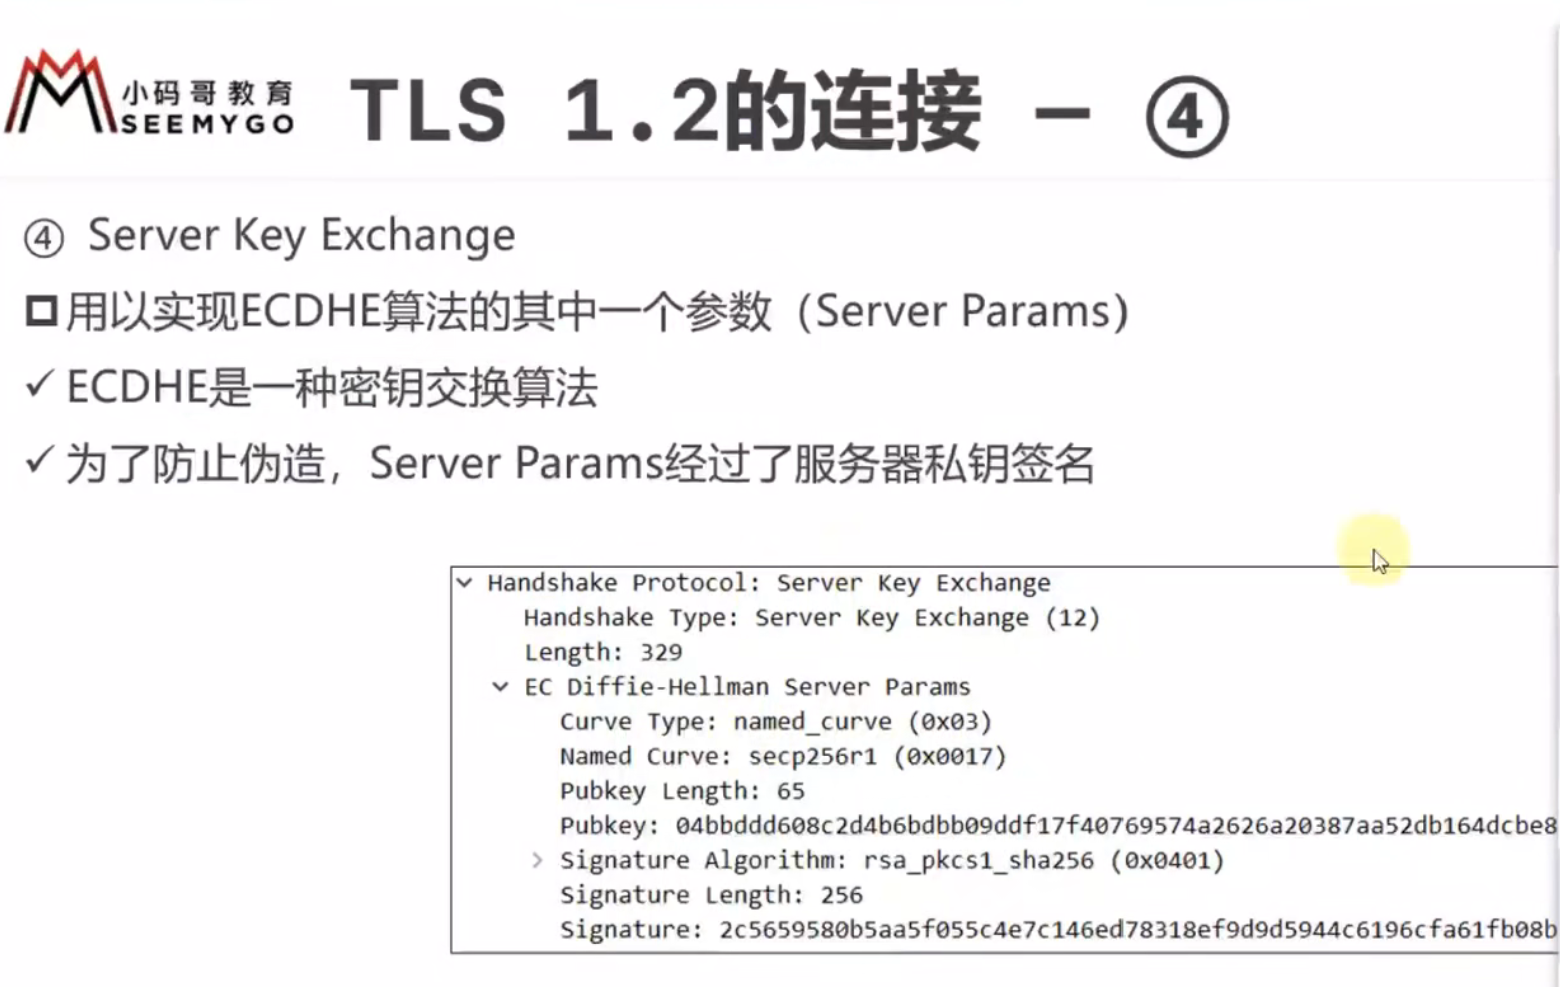 小码哥教育
SEEMYGO
TLS 1.2的连接 - ④
④ Server Key Exchange
用以实现ECDHE算法的其中一个参数（Server Params）
✓ ECDHE是一种密钥交换算法
✓ 为了防止伪造，Server Params经过了服务器私钥签名
Handshake Protocol: Server Key Exchange
Handshake Type: Server Key Exchange (12)
Length: 329
EC Diffie-Hellman Server Params
Curve Type: named_curve (0x03)
Named Curve: secp256r1 (0x0017)
Pubkey Length: 65
Pubkey: 04bbddd608c2d4b6bdbb09ddf17f40769574a2626a20387aa52db164dcbe8
Signature Algorithm: rsa_pkcs1_sha256 (0x0401)
Signature Length: 256
Signature: 2c5659580b5aa5f055c4e7c146ed78318ef9d9d5944c6196cfa61fb08b